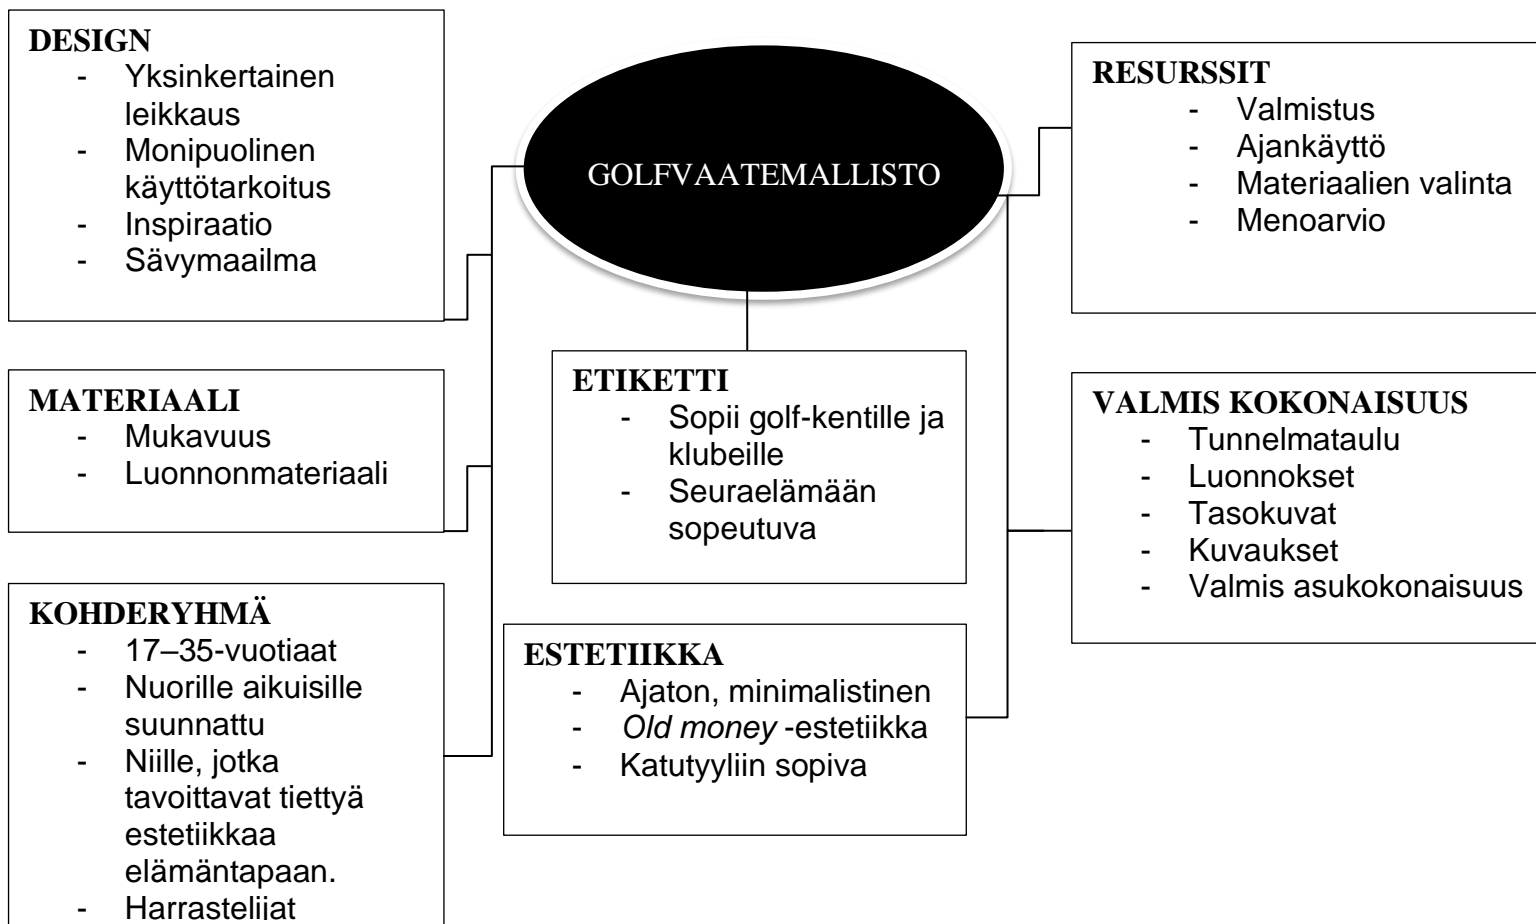 DESIGN
- Yksinkertainen
leikkaus
- Monipuolinen
käyttötarkoitus
- Inspiraatio
- Sävymaailma
MATERIAALI
- Mukavuus
- Luonnonmateriaali
KOHDERYHMÄ
- 17–35-vuotiaat
- Nuorille aikuisille
suunnattu
- Niille, jotka
tavoittavat tiettyä
estetiikkaa
elämäntapaan.
- Harrastelijat
GOLFVAATEMALLISTO
ETIKETTI
- Sopii golf-kentille ja
klubeille
- Seuraelämään
sopeutuva
ESTETIIKKA
- Ajaton, minimalistinen
- Old money -estetiikka
- Katutyyliin sopiva
RESURSSIT
- Valmistus
- Ajankäyttö
- Materiaalien valinta
- Menoarvio
VALMIS KOKONAISUUS
- Tunnelmataulu
- Luonnokset
- Tasokuvat
- Kuvaukset
- Valmis asukokonaisuus